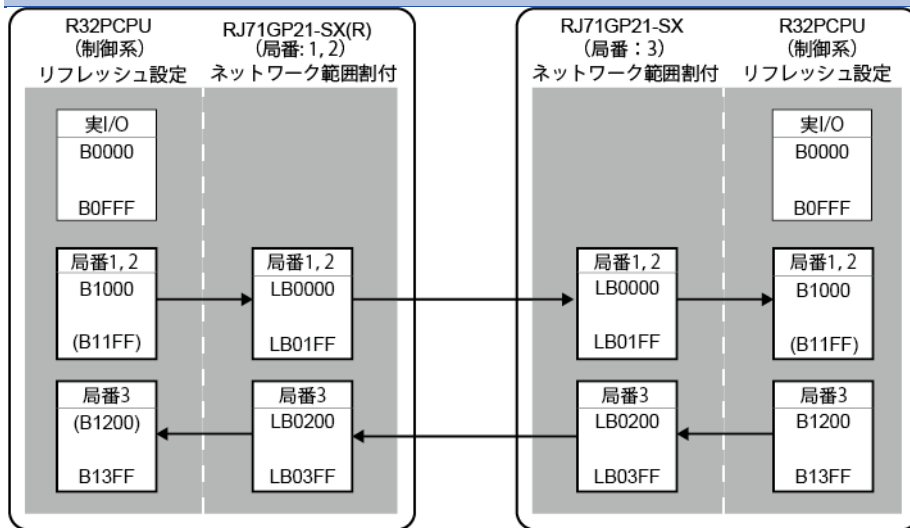 R32PCPU
(制御系)
リフレッシュ設定
RJ71GP21-SX(R)
(局番: 1, 2)
ネットワーク範囲割付
実I/O
B0000
B0FFF
局番1, 2
B1000
(B11FF)
局番1, 2
LB0000
LB01FF
局番3
(B1200)
B13FF
局番3
LB0200
LB03FF
RJ71GP21-SX
(局番：3)
ネットワーク範囲割付
R32PCPU
(制御系)
リフレッシュ設定
実I/O
B0000
B0FFF
局番1, 2
LB0000
LB01FF
局番1, 2
B1000
(B11FF)
局番3
LB0200
LB03FF
局番3
B1200
B13FF